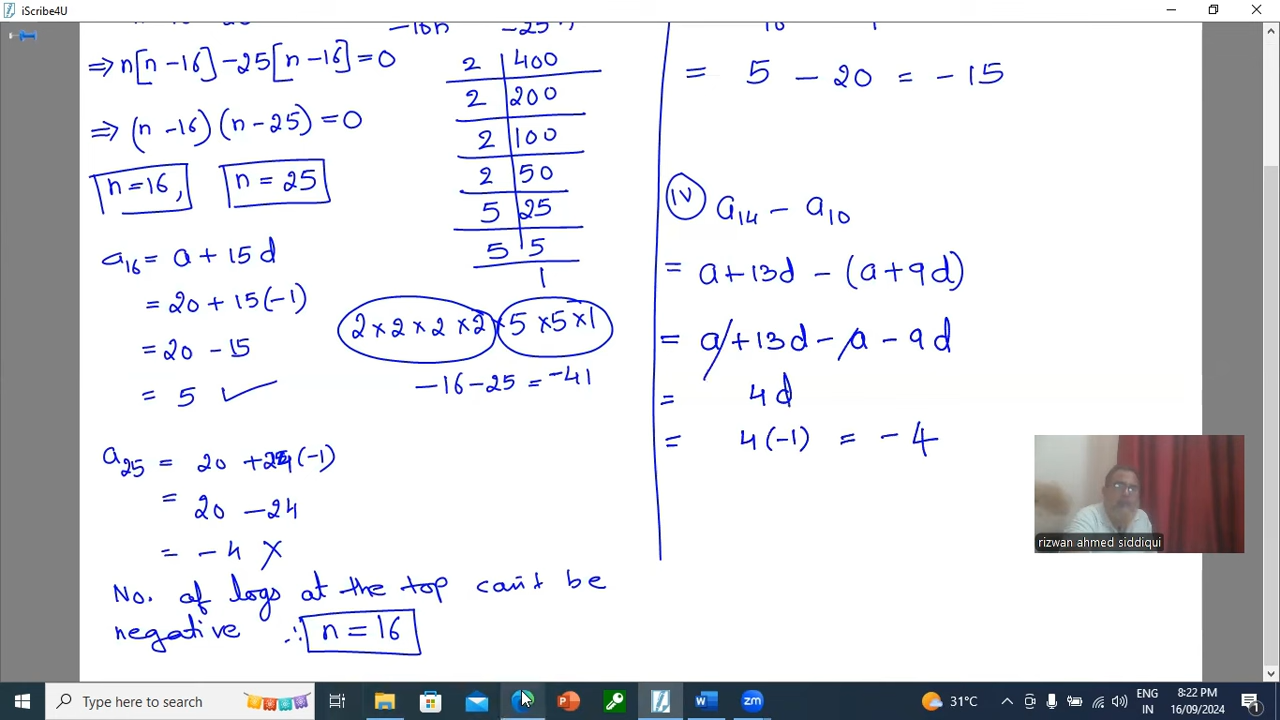 iScribe4U
⇒ n[n-16] -25[n-16] = 0
⇒ (n-16)(n-25) = 0
n=16, n = 25
a16 = a + 15d
= 20 + 15(-1)
= 20 - 15
= 5 ✓
a25 = 20 + 24(-1)
= 20 - 24
= -4 X
No. of logs at the top can't be
negative ∴ n = 16
-10n -25n
2 | 400
2 | 200
2 | 100
2 | 50
5 | 25
5 | 5
1
2 × 2 × 2 × 2 × 5 × 5 × 1
-16-25 = -41
= 5 - 20 = -15
IV a14 - a10
= a+13d - (a+9d)
= a+13d - a - 9d
= 4d
= 4(-1) = -4
rizwan ahmed siddiqui
Type here to search
31°C
ENG
IN
8:22 PM
16/09/2024